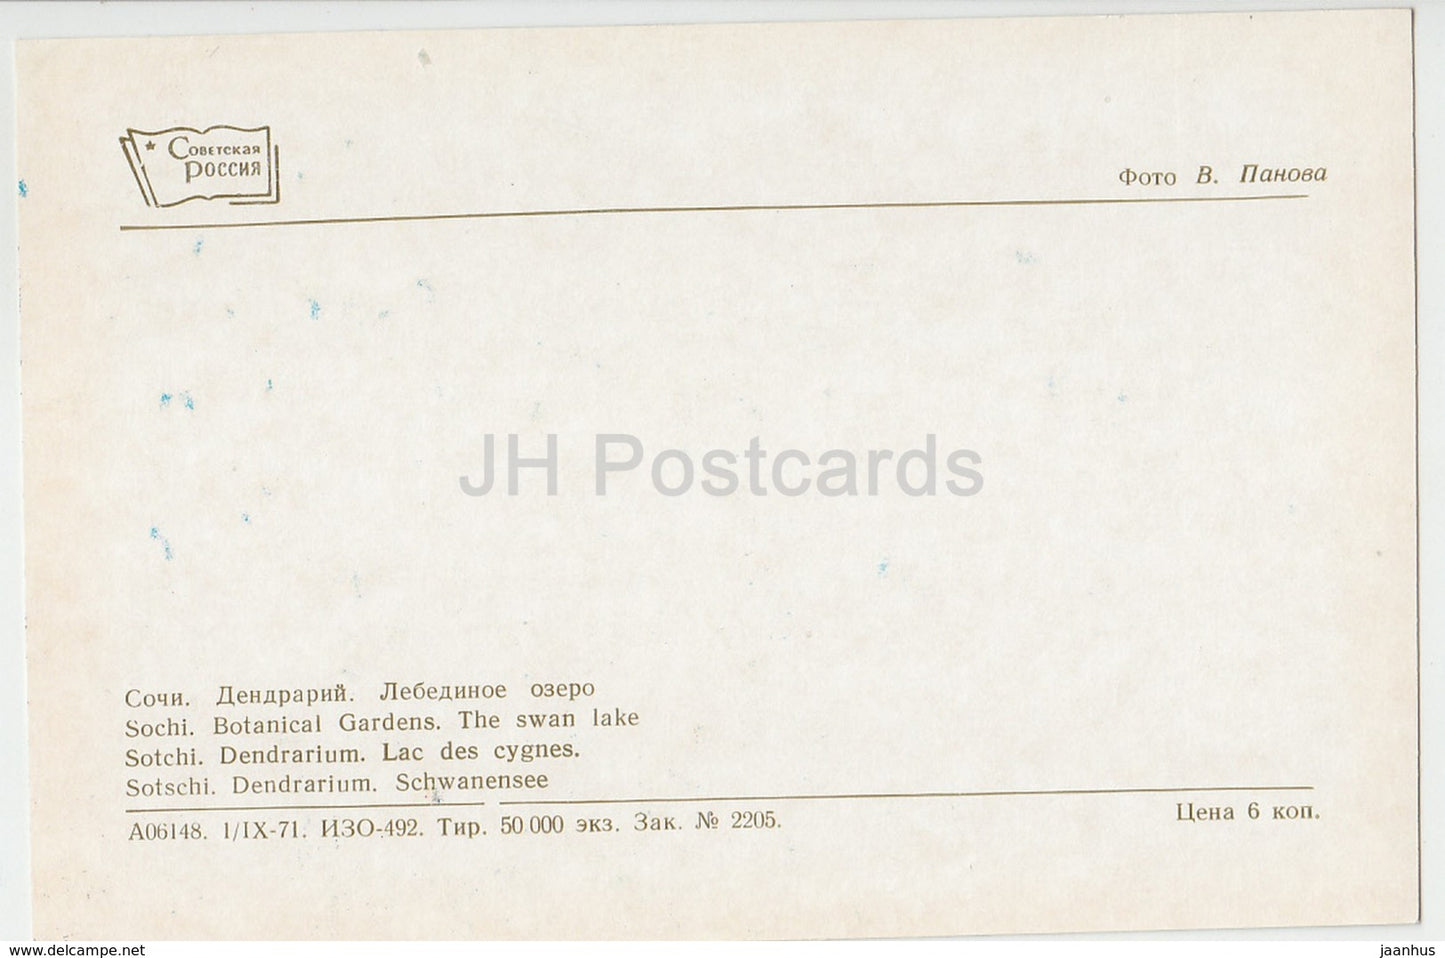 Советская
Россия
Фото В. Панова
JH Postcards
Сочи. Дендрарий. Лебединое озеро
Sochi. Botanical Gardens. The swan lake
Sotchi. Dendrarium. Lac des cygnes.
Sotschi. Dendrarium. Schwanensee
А06148. 1/IX-71. ИЗО-492. Тир. 50 000 экз. Зак. № 2205.
Цена 6 коп.
www.delcampe.net
jaanhus